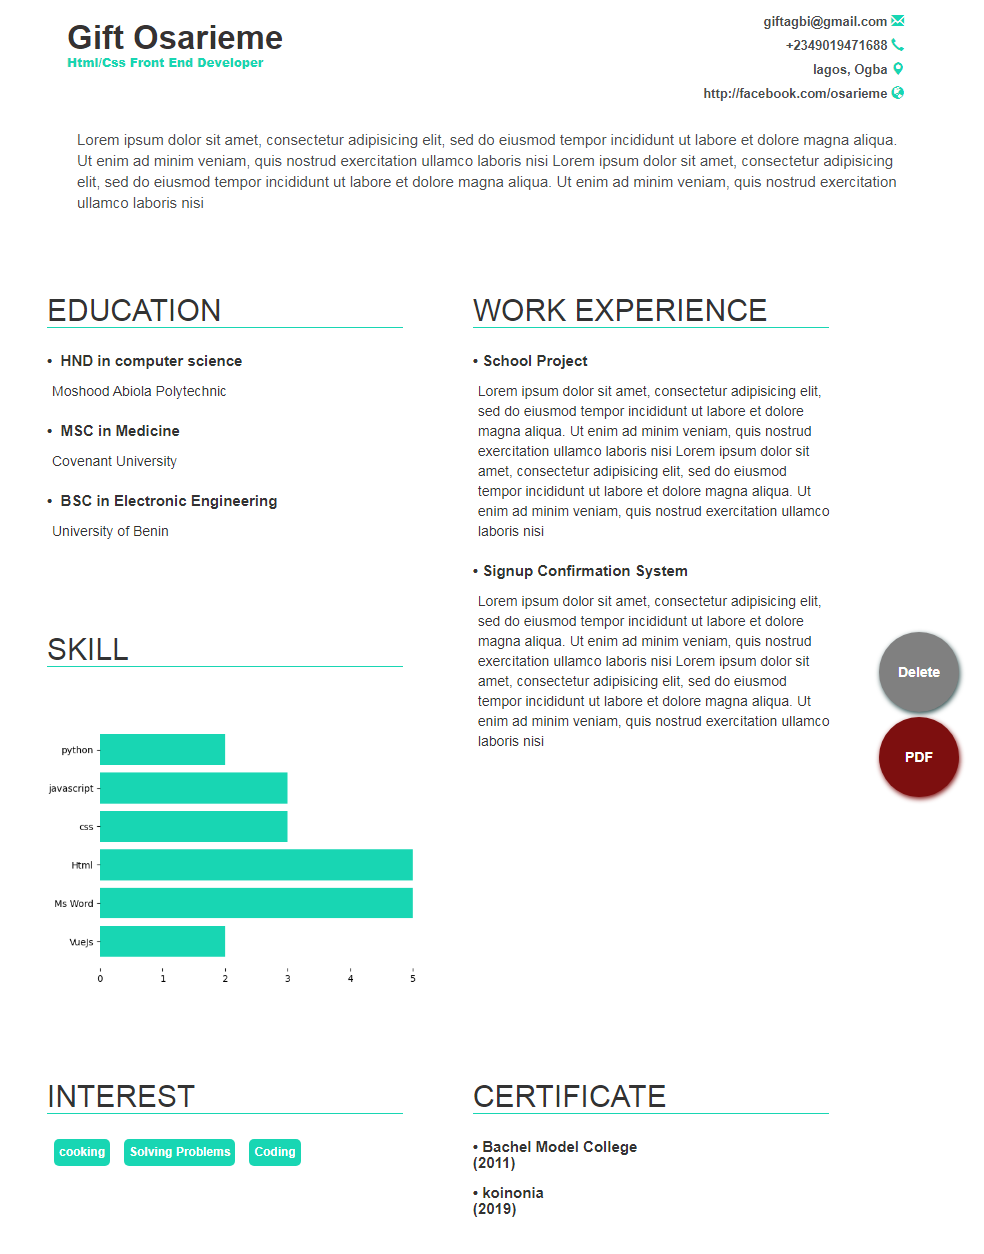 Gift Osarieme
Html/Css Front End Developer
giftagbi@gmail.com
+2349019471688
lagos, Ogba
http://facebook.com/osarieme
Lorem ipsum dolor sit amet, consectetur adipisicing elit, sed do eiusmod tempor incididunt ut labore et dolore magna aliqua.
Ut enim ad minim veniam, quis nostrud exercitation ullamco laboris nisi Lorem ipsum dolor sit amet, consectetur adipisicing
elit, sed do eiusmod tempor incididunt ut labore et dolore magna aliqua. Ut enim ad minim veniam, quis nostrud exercitation
ullamco laboris nisi
EDUCATION
• HND in computer science
Moshood Abiola Polytechnic
• MSC in Medicine
Covenant University
• BSC in Electronic Engineering
University of Benin
SKILL
python
javascript
css
Html
Ms Word
Vuejs
0 1 2 3 4 5
WORK EXPERIENCE
• School Project
Lorem ipsum dolor sit amet, consectetur adipisicing elit,
sed do eiusmod tempor incididunt ut labore et dolore
magna aliqua. Ut enim ad minim veniam, quis nostrud
exercitation ullamco laboris nisi Lorem ipsum dolor sit
amet, consectetur adipisicing elit, sed do eiusmod
tempor incididunt ut labore et dolore magna aliqua. Ut
enim ad minim veniam, quis nostrud exercitation ullamco
laboris nisi
• Signup Confirmation System
Lorem ipsum dolor sit amet, consectetur adipisicing elit,
sed do eiusmod tempor incididunt ut labore et dolore
magna aliqua. Ut enim ad minim veniam, quis nostrud
exercitation ullamco laboris nisi Lorem ipsum dolor sit
amet, consectetur adipisicing elit, sed do eiusmod
tempor incididunt ut labore et dolore magna aliqua. Ut
enim ad minim veniam, quis nostrud exercitation ullamco
laboris nisi
Delete
PDF
INTEREST
cooking Solving Problems Coding
CERTIFICATE
• Bachel Model College
(2011)
• koinonia
(2019)